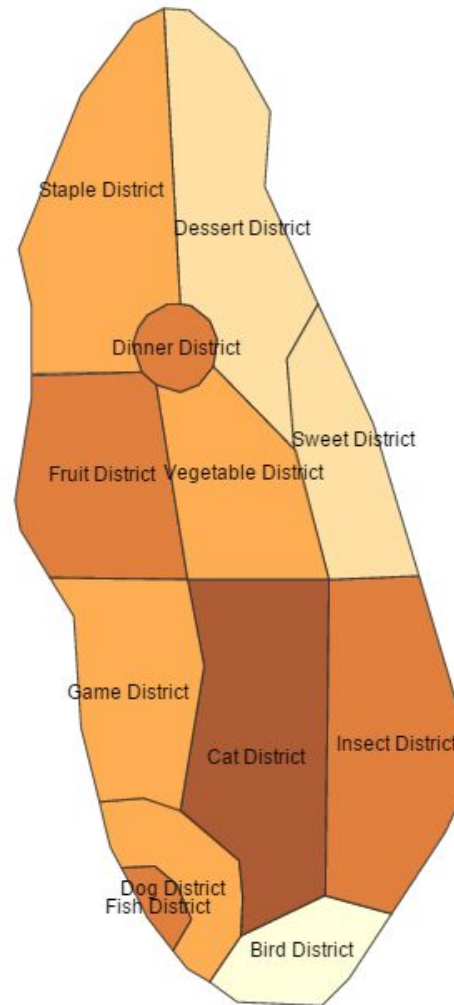 Staple District
Dessert District
Dinner District
Sweet District
Fruit District
Vegetable District
Game District
Insect District
Cat District
Dog District
Fish District
Bird District